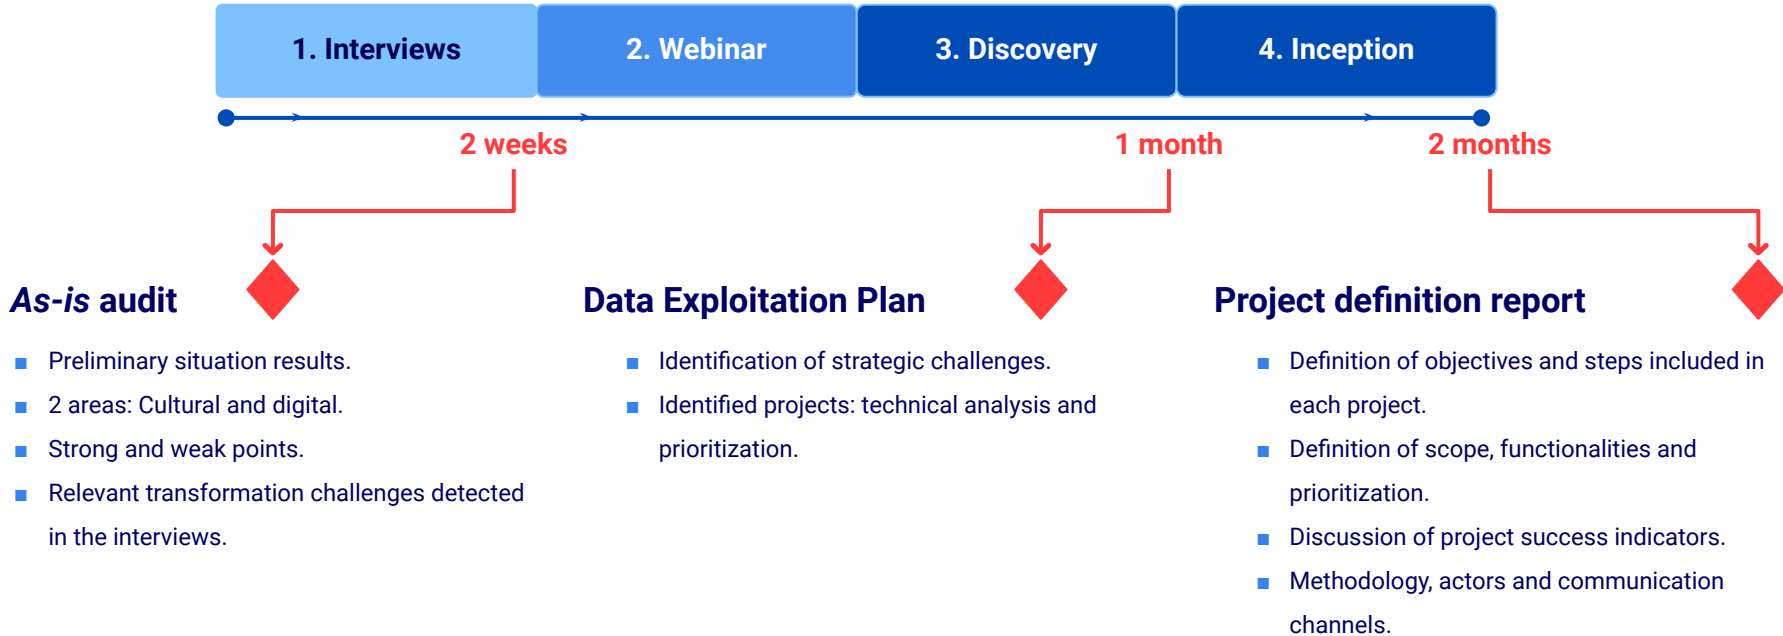 1. Interviews
2. Webinar
3. Discovery
4. Inception
2 weeks
1 month
2 months
As-is audit
Preliminary situation results.
2 areas: Cultural and digital.
Strong and weak points.
Relevant transformation challenges detected
in the interviews.
Data Exploitation Plan
Identification of strategic challenges.
Identified projects: technical analysis and
prioritization.
Project definition report
Definition of objectives and steps included in
each project.
Definition of scope, functionalities and
prioritization.
Discussion of project success indicators.
Methodology, actors and communication
channels.